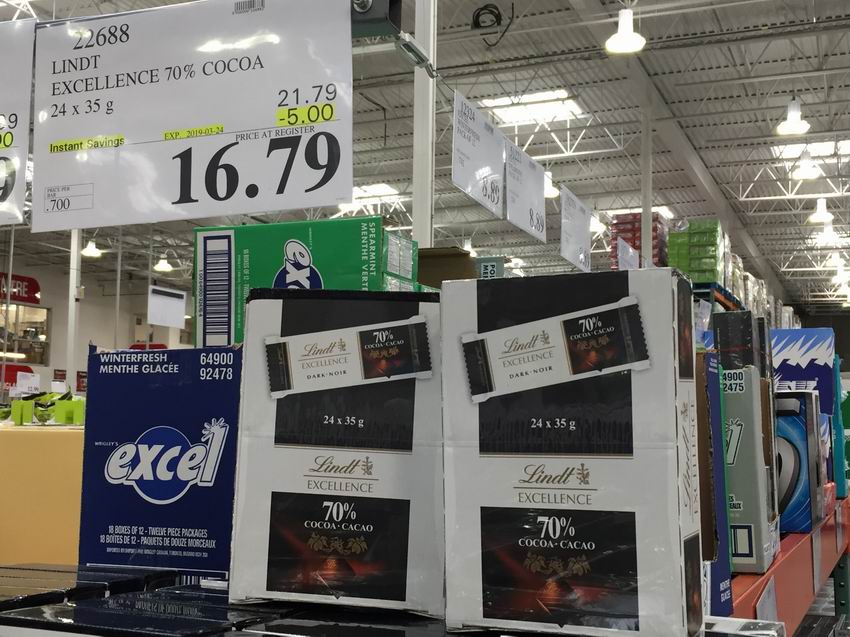 22688
LINDT
EXCELLENCE 70% COCOA
24 x 35 g
21.79
-5.00
Instant Savings
EXP. 2019-03-24
PRICE AT REGISTER
16.79
PRICE PER
BAR
.700
8.89
8.89
SPEARMINT
MENTHE VERTE
WINTERFRESH
MENTHE GLACÉE
64900
92478
WRIGLEY'S
excel
18 BOXES OF 12 - TWELVE PIECE PACKAGES
18 BOÎTES DE 12 - PAQUETS DE DOUZE MORCEAUX
Lindt
EXCELLENCE
DARK·NOIR
70%
COCOA·CACAO
24 x 35 g
Lindt
EXCELLENCE
70%
COCOA·CACAO
Lindt
EXCELLENCE
DARK·NOIR
70%
COCOA·CACAO
24 x 35 g
Lindt
EXCELLENCE
70%
COCOA·CACAO
4900
2475